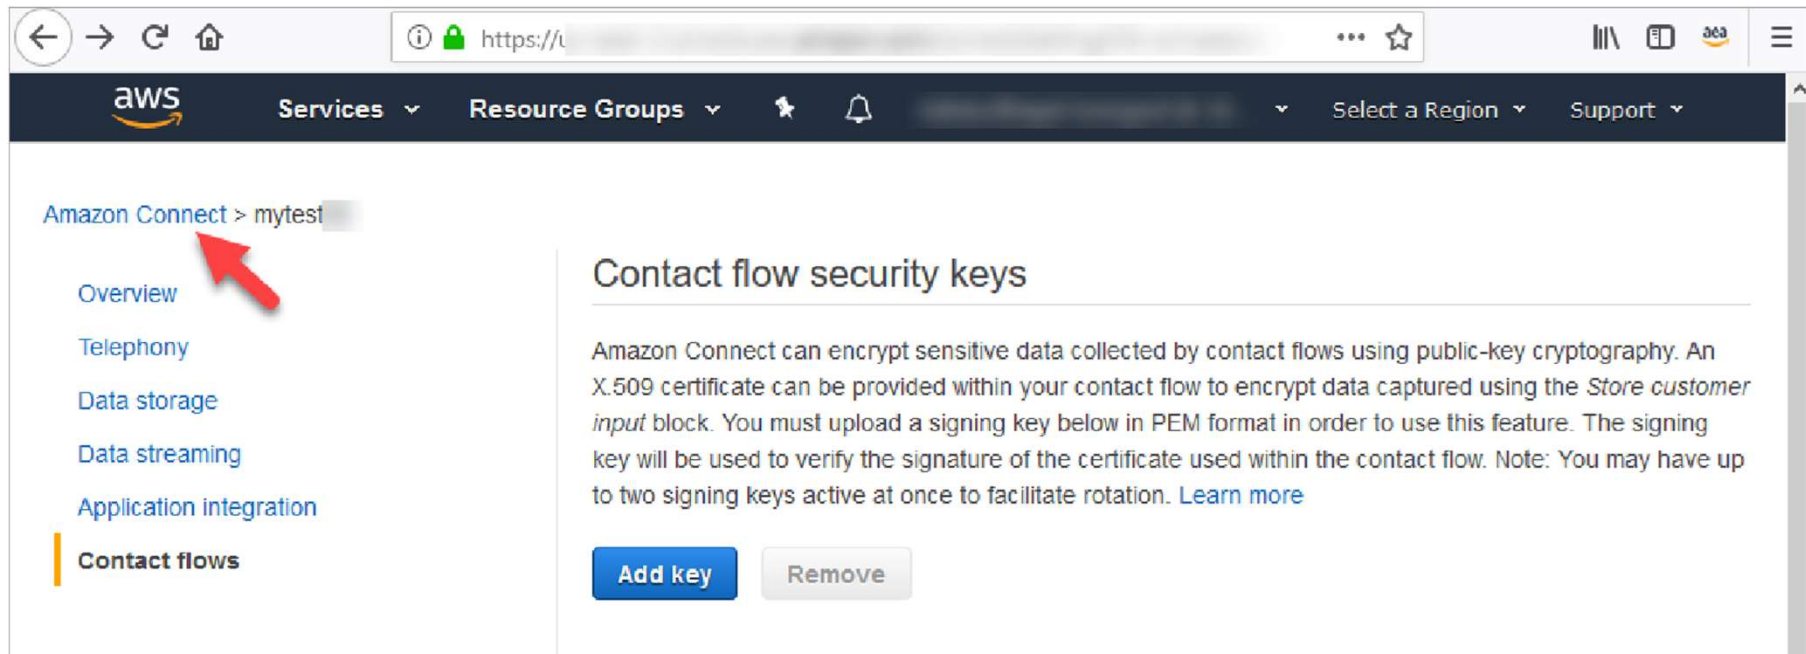 https://u
aws Services Resource Groups Select a Region Support
Amazon Connect > mytest
Overview
Telephony
Data storage
Data streaming
Application integration
Contact flows
Contact flow security keys
Amazon Connect can encrypt sensitive data collected by contact flows using public-key cryptography. An
X.509 certificate can be provided within your contact flow to encrypt data captured using the Store customer
input block. You must upload a signing key below in PEM format in order to use this feature. The signing
key will be used to verify the signature of the certificate used within the contact flow. Note: You may have up
to two signing keys active at once to facilitate rotation. Learn more
Add key Remove